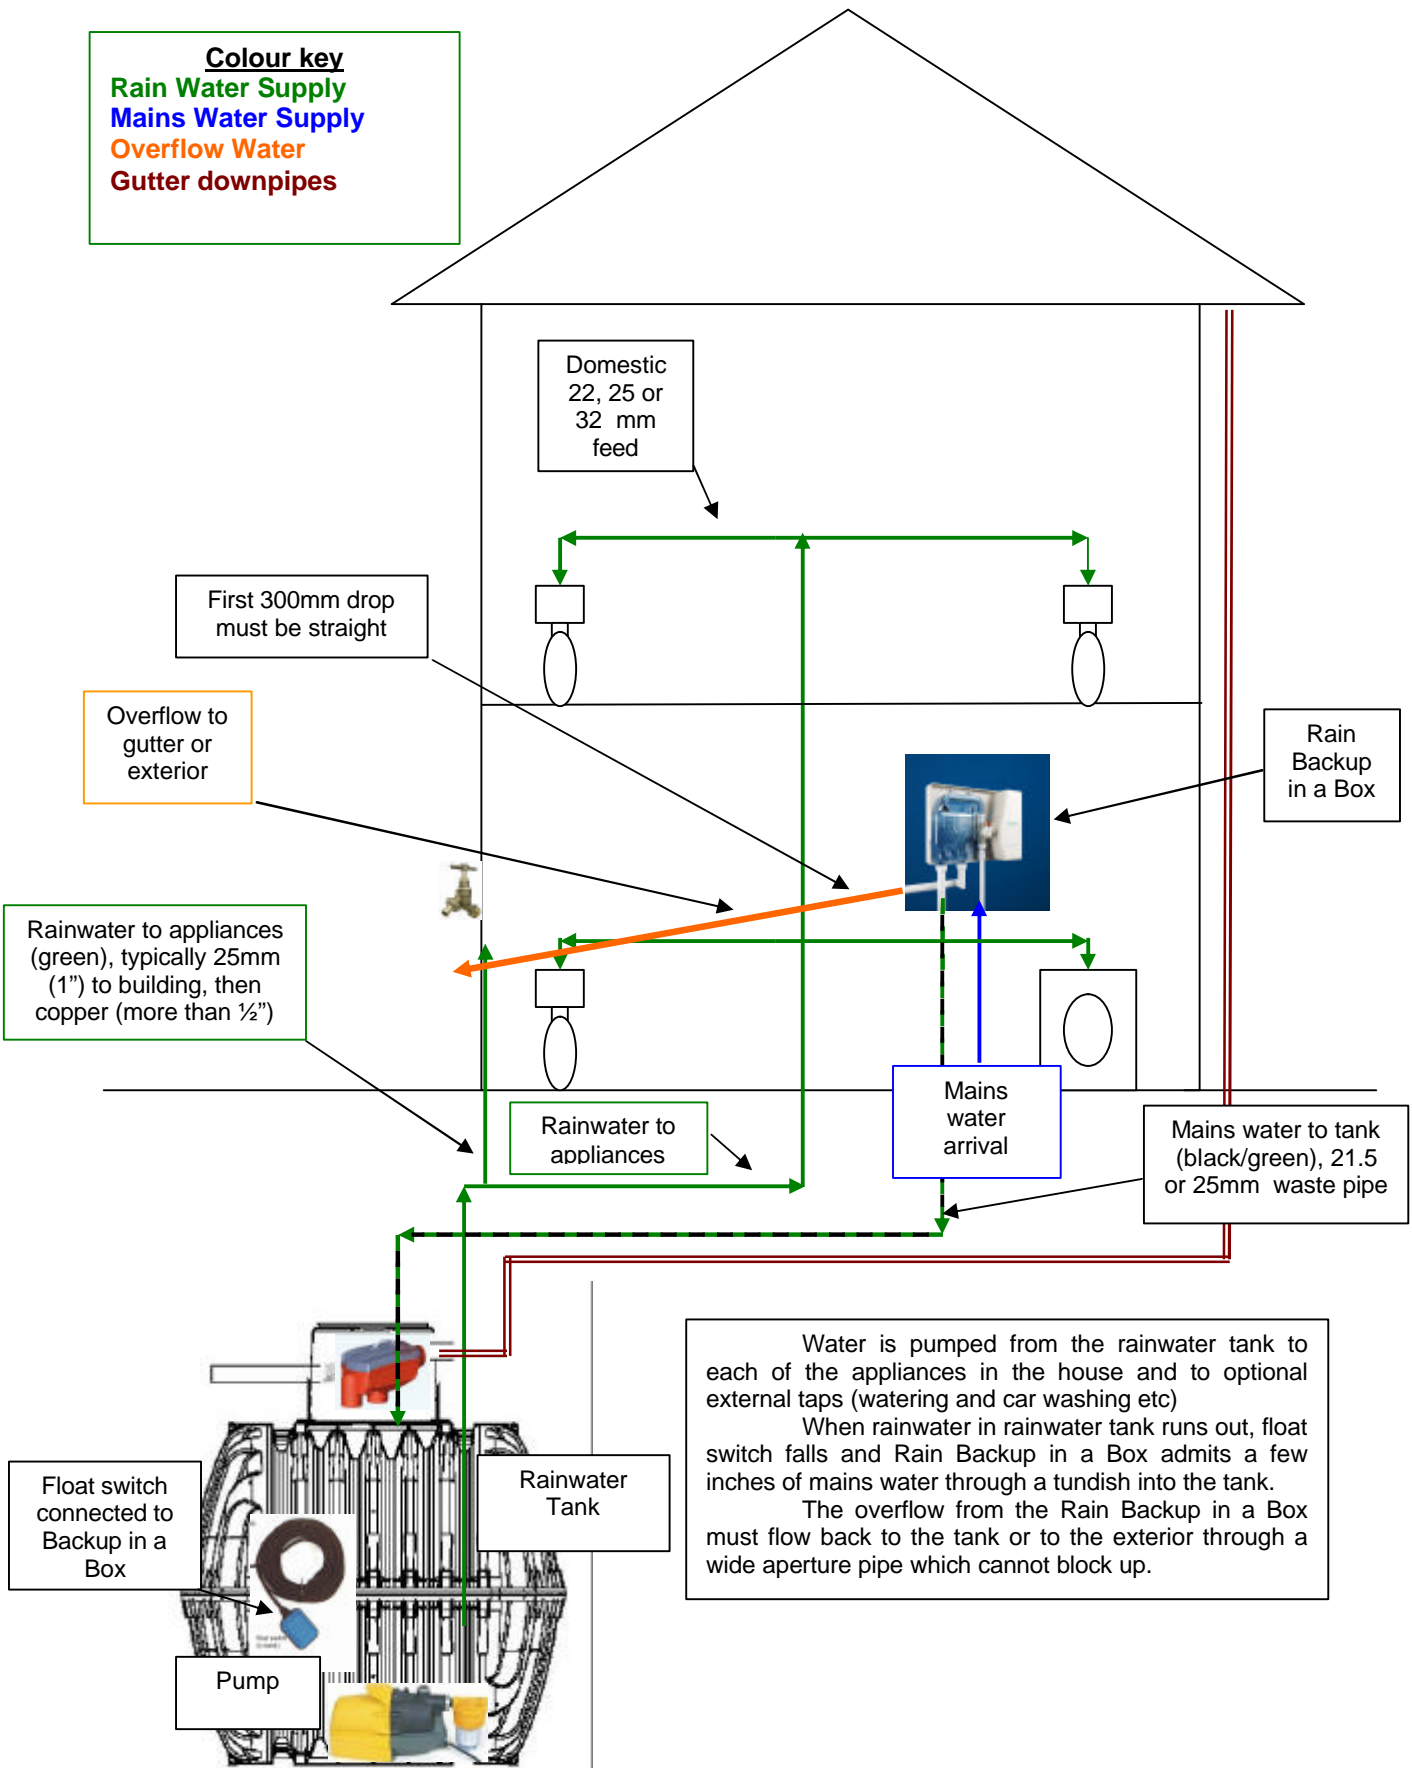 Colour key
Rain Water Supply
Mains Water Supply
Overflow Water
Gutter downpipes
Domestic
22, 25 or
32 mm
feed
First 300mm drop
must be straight
Overflow to
gutter or
exterior
Rain
Backup
in a Box
Rainwater to appliances
(green), typically 25mm
(1”) to building, then
copper (more than ½”)
Rainwater to
appliances
Mains
water
arrival
Mains water to tank
(black/green), 21.5
or 25mm waste pipe
Water is pumped from the rainwater tank to
each of the appliances in the house and to optional
external taps (watering and car washing etc)
When rainwater in rainwater tank runs out, float
switch falls and Rain Backup in a Box admits a few
inches of mains water through a tundish into the tank.
The overflow from the Rain Backup in a Box
must flow back to the tank or to the exterior through a
wide aperture pipe which cannot block up.
Rainwater
Tank
Float switch
connected to
Backup in a
Box
Pump